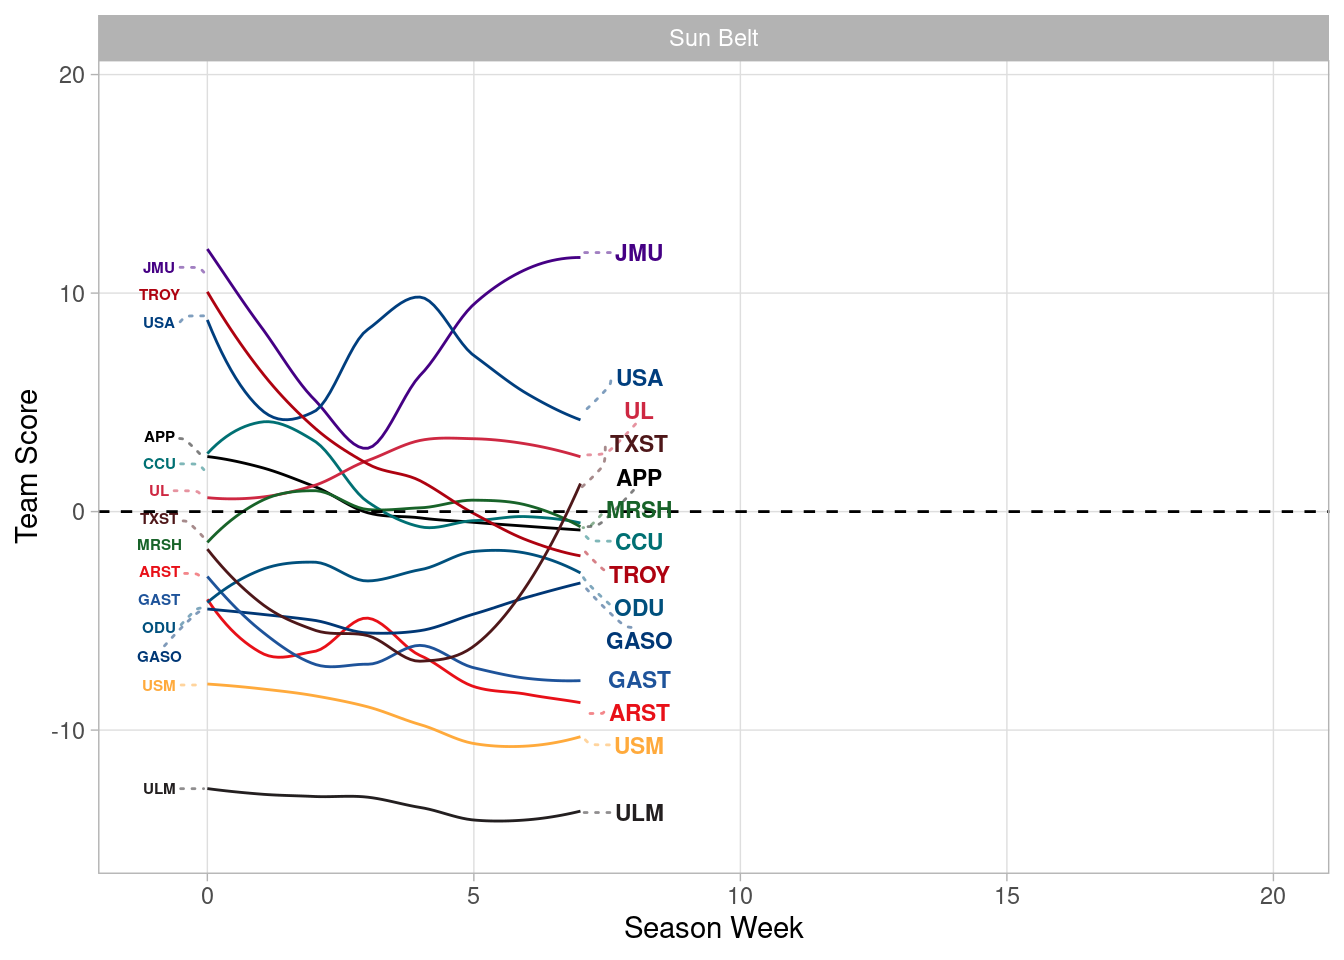 Sun Belt
Team Score
20
10
0
-10
JMU
TROY
USA
APP
CCU
UL
TXST
MRSH
ARST
GAST
ODU
GASO
USM
ULM
JMU
USA
UL
TXST
APP
MRSH
CCU
TROY
ODU
GASO
GAST
ARST
USM
ULM
0 5 10 15 20
Season Week